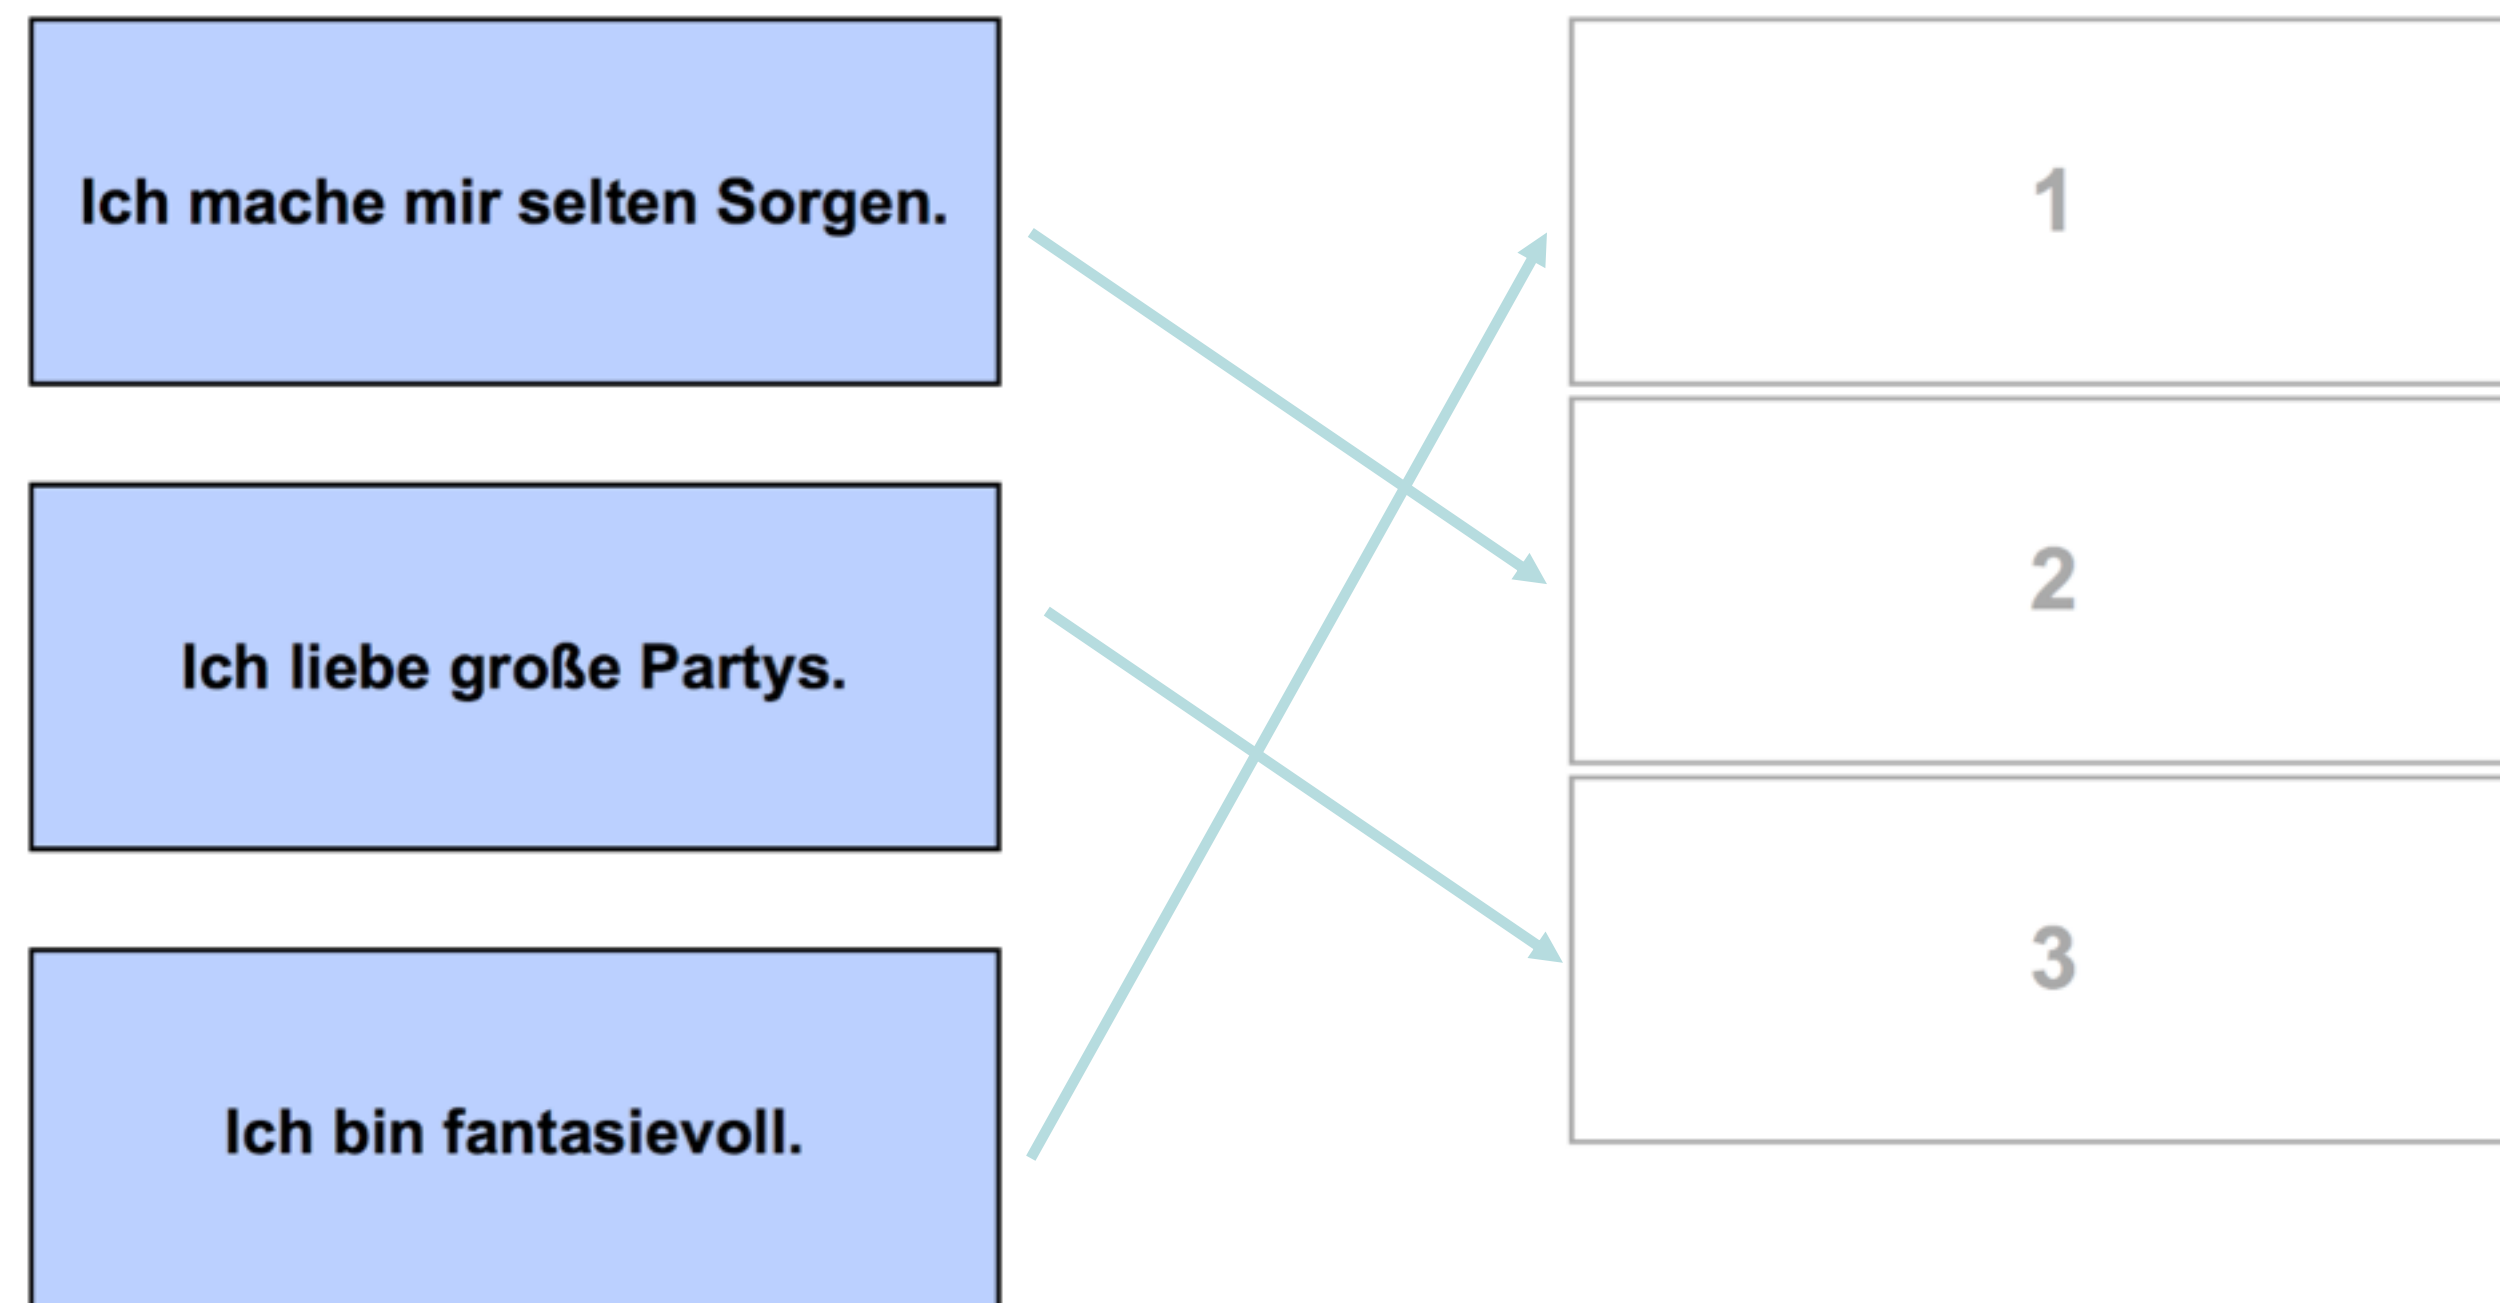 Ich mache mir selten Sorgen.
Ich liebe große Partys.
Ich bin fantasievoll.
1
2
3